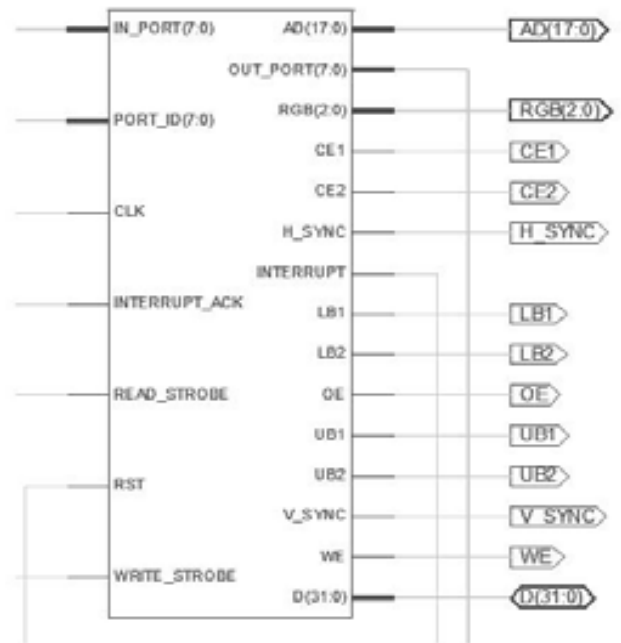 IN_PORT(7:0) AD(17:0) AD(17:0)
OUT_PORT(7:0)
PORT_ID(7:0) RGB(2:0) RGB(2:0)
CE1 CE1
CE2 CE2
CLK
H_SYNC H_SYNC
INTERRUPT
INTERRUPT_ACK
LB1 LB1
LB2 LB2
READ_STROBE OE OE
UB1 UB1
UB2 UB2
RST
V_SYNC V_SYNC
WE WE
WRITE_STROBE
D(31:0) D(31:0)